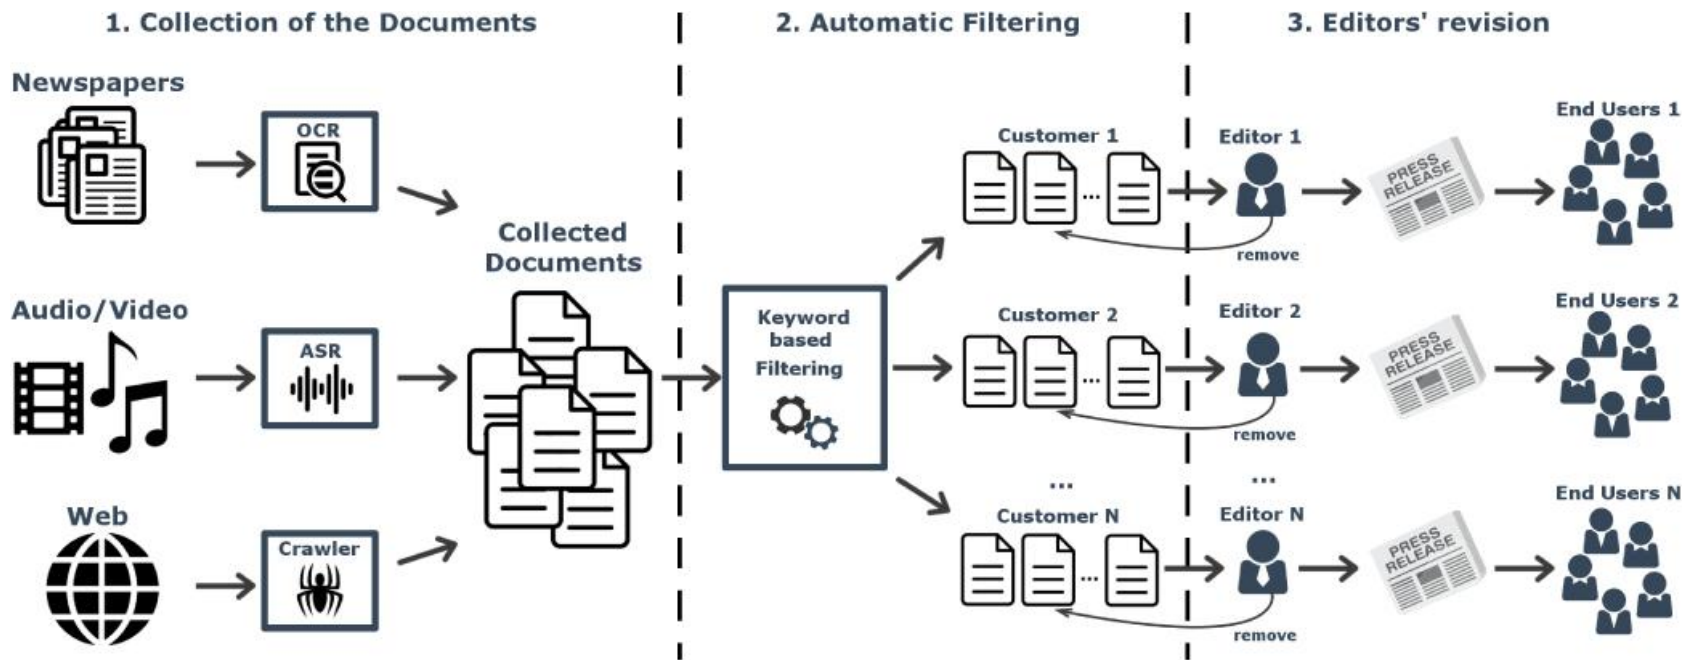 1. Collection of the Documents
2. Automatic Filtering
3. Editors' revision
Newspapers
OCR
Audio/Video
ASR
Web
Crawler
Collected
Documents
Keyword
based
Filtering
Customer 1
...
Customer 2
...
...
Customer N
...
Editor 1
remove
Editor 2
remove
...
Editor N
remove
PRESS
RELEASE
PRESS
RELEASE
PRESS
RELEASE
End Users 1
End Users 2
End Users N